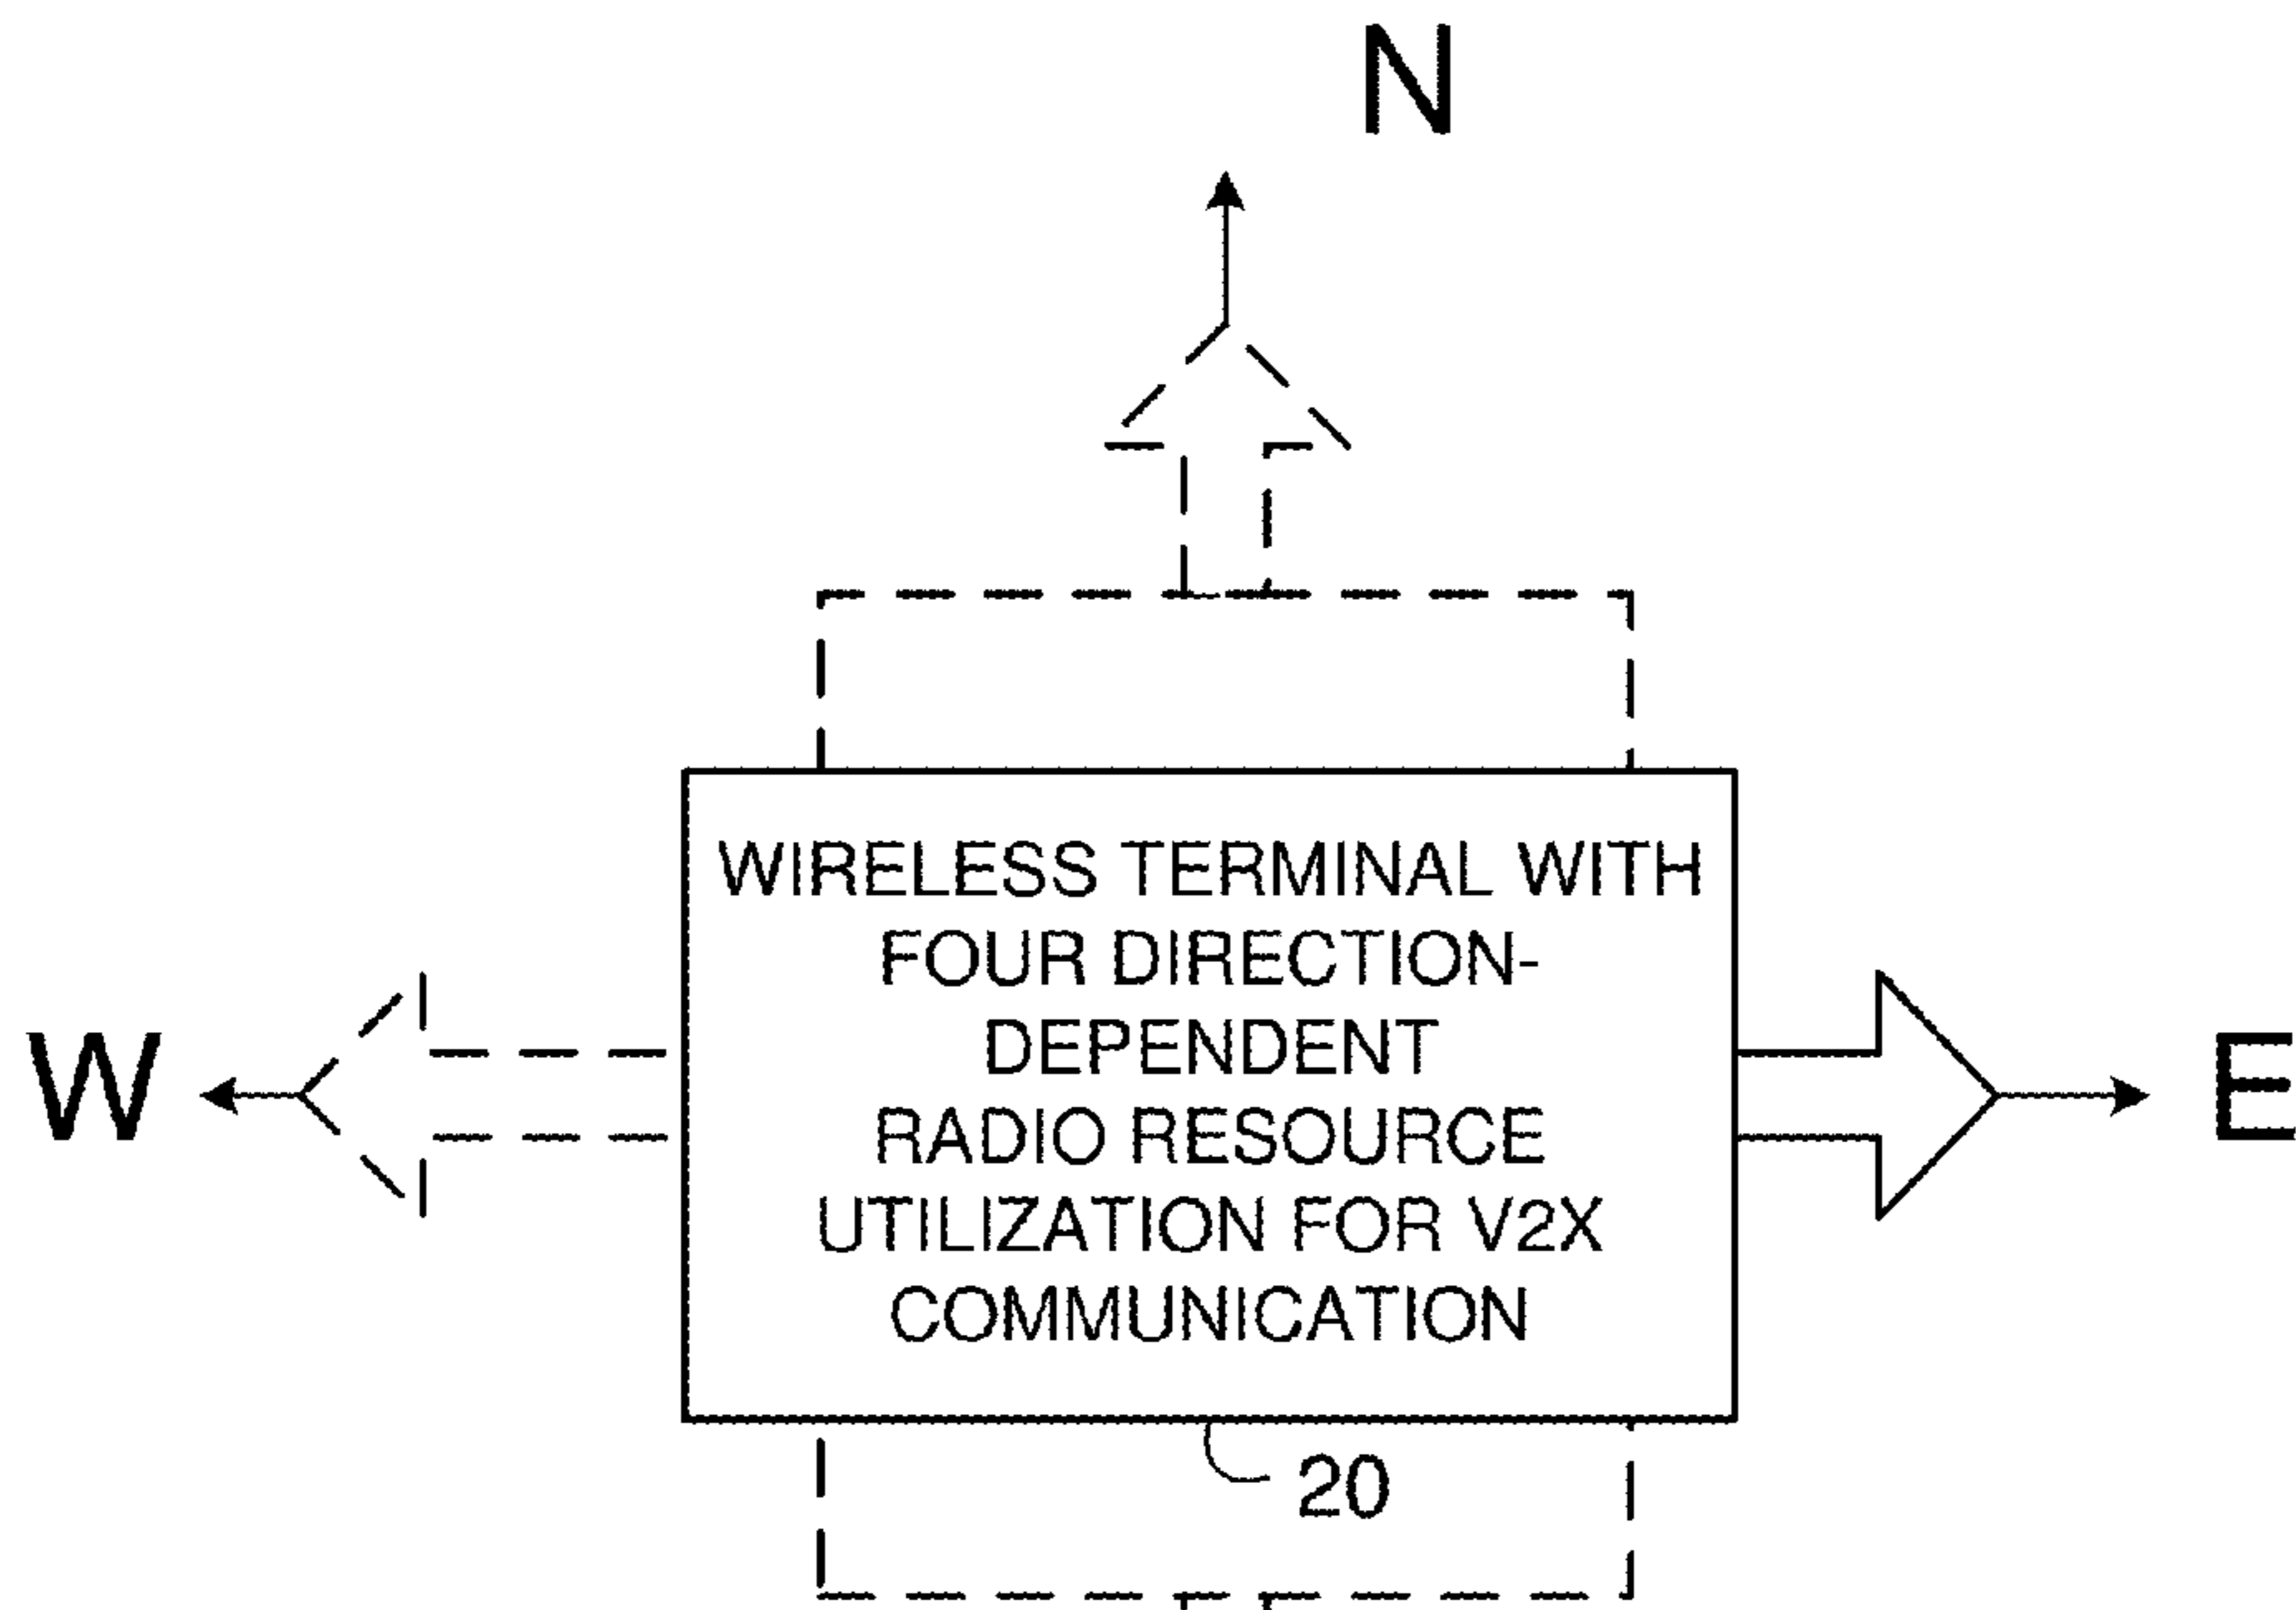 N
WIRELESS TERMINAL WITH
FOUR DIRECTION-
DEPENDENT
RADIO RESOURCE
UTILIZATION FOR V2X
COMMUNICATION
W
E
20